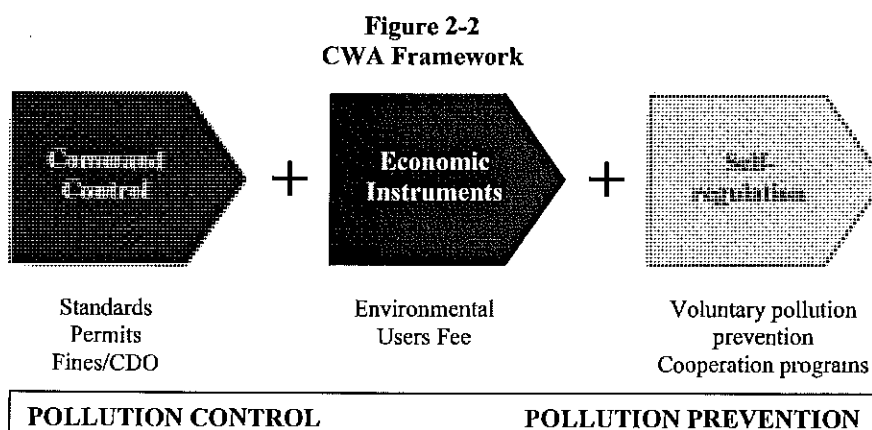 Figure 2-2
CWA Framework
Command
Control
+
Economic
Instruments
+
Self-
regulation
Standards
Permits
Fines/CDO
Environmental
Users Fee
Voluntary pollution
prevention
Cooperation programs
POLLUTION CONTROL POLLUTION PREVENTION